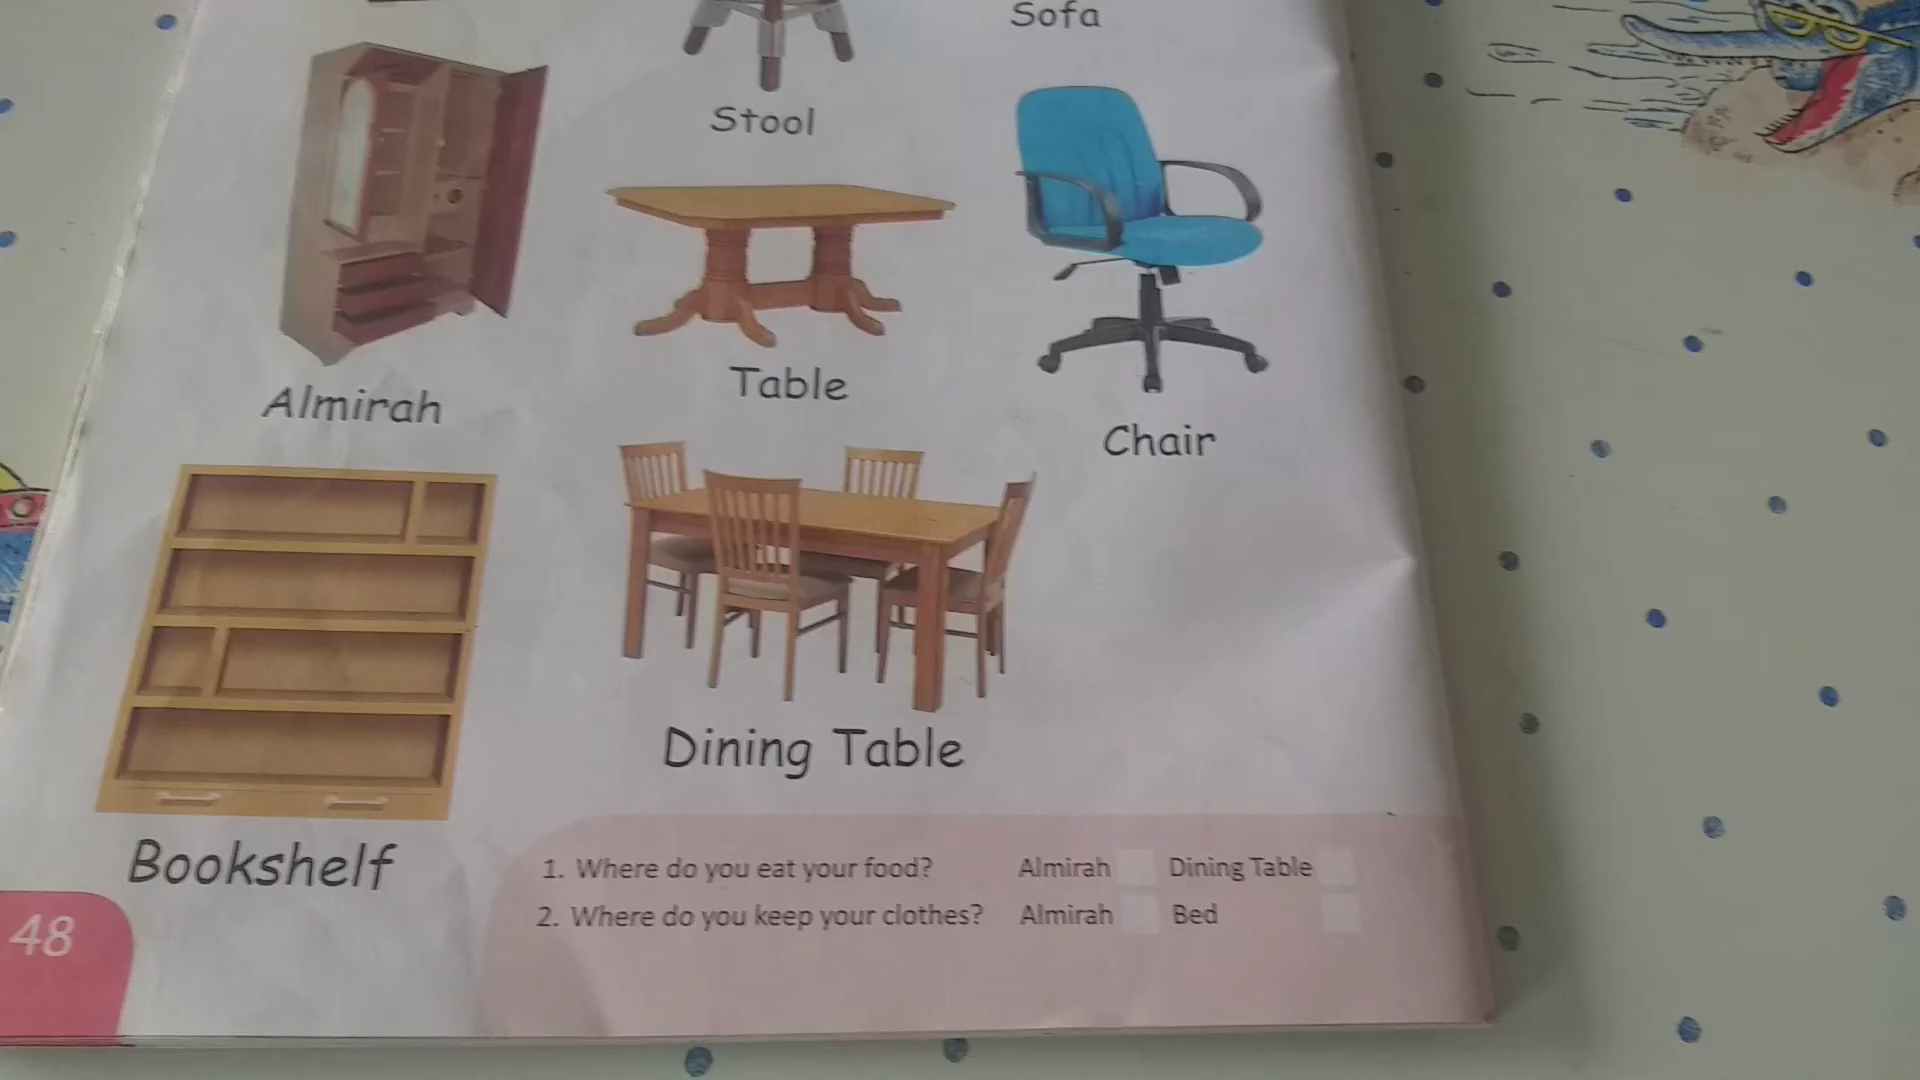 Sofa
Stool
Almirah
Table
Chair
Bookshelf
Dining Table
1. Where do you eat your food? Almirah Dining Table
2. Where do you keep your clothes? Almirah Bed
48